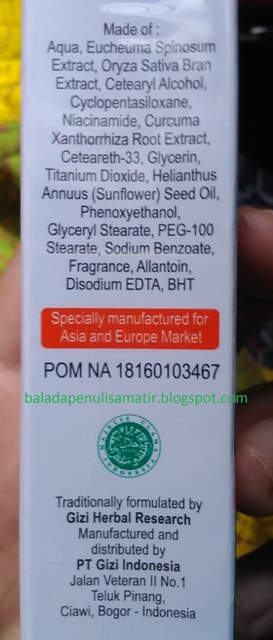 Made of :
Aqua, Eucheuma Spinosum
Extract, Oryza Sativa Bran
Extract, Cetearyl Alcohol,
Cyclopentasiloxane,
Niacinamide, Curcuma
Xanthorrhiza Root Extract,
Ceteareth-33, Glycerin,
Titanium Dioxide, Helianthus
Annuus (Sunflower) Seed Oil,
Phenoxyethanol,
Glyceryl Stearate, PEG-100
Stearate, Sodium Benzoate,
Fragrance, Allantoin,
Disodium EDTA, BHT
Specially manufactured for
Asia and Europe Market
POM NA 18160103467
baladapenulisamatir.blogspot.com
MAJELIS ULAMA
INDONESIA
Traditionally formulated by
Gizi Herbal Research
Manufactured and
distributed by
PT Gizi Indonesia
Jalan Veteran II No.1
Teluk Pinang,
Ciawi, Bogor - Indonesia